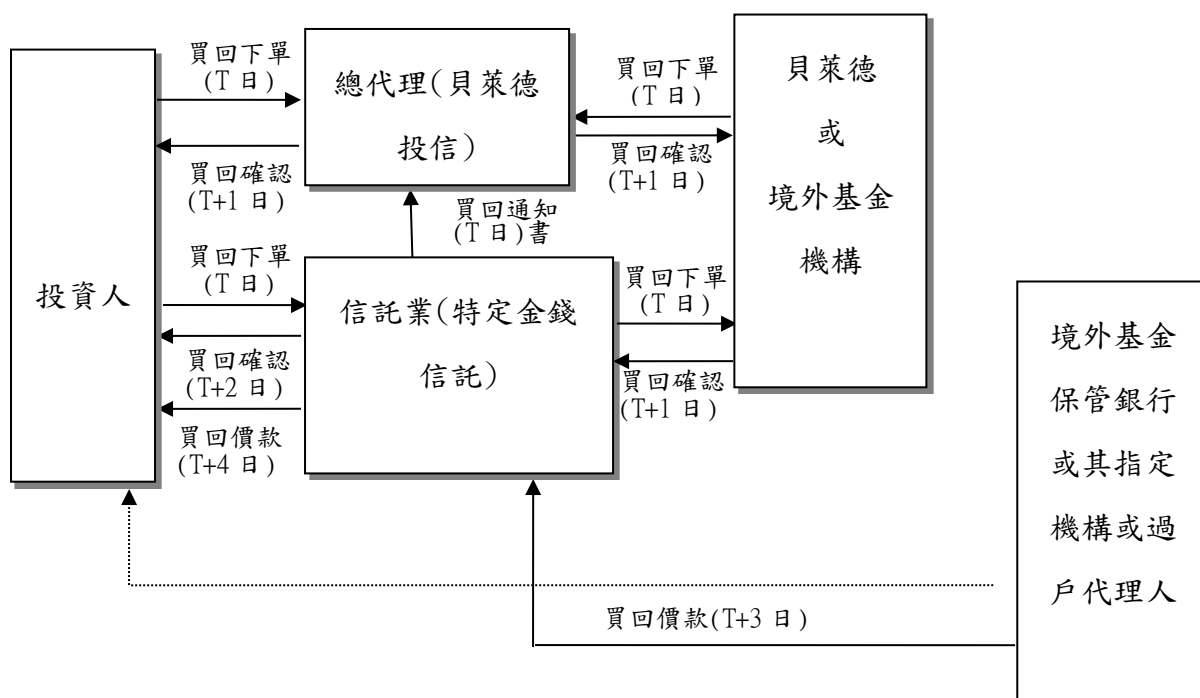 投資人
買回下單
(T 日)
買回確認
(T+1 日)
總代理(貝萊德
投信)
買回下單
(T 日)
買回確認
(T+1 日)
貝萊德
或
境外基金
機構
買回通知
(T 日)書
買回下單
(T 日)
買回確認
(T+2 日)
買回價款
(T+4 日)
信託業(特定金錢
信託)
買回下單
(T 日)
買回確認
(T+1 日)
境外基金
保管銀行
或其指定
機構或過
戶代理人
買回價款(T+3 日)